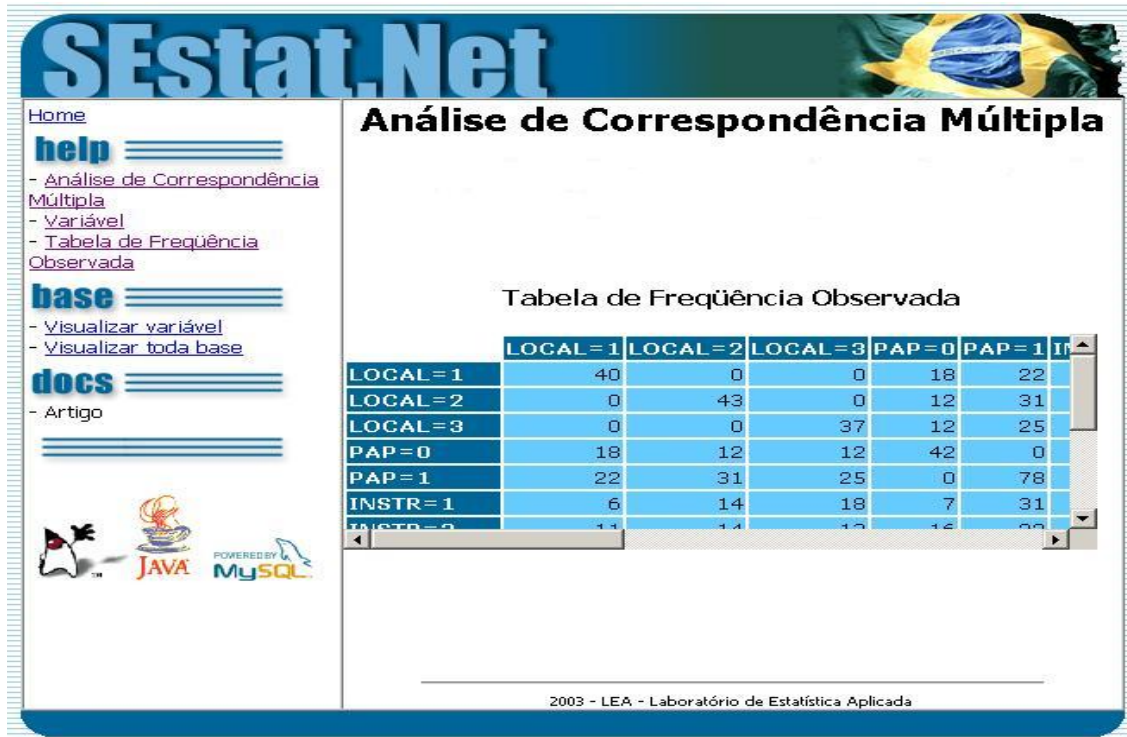 SEstat.Net
Home
help
- Análise de Correspondência
Múltipla
- Variável
- Tabela de Freqüência
Observada
base
- Visualizar variável
- Visualizar toda base
docs
- Artigo
JAVA
POWERED BY
MySQL
Análise de Correspondência Múltipla
Tabela de Freqüência Observada
LOCAL=1 LOCAL=2 LOCAL=3 PAP=0 PAP=1
LOCAL=1 40 0 0 18 22
LOCAL=2 0 43 0 12 31
LOCAL=3 0 0 37 12 25
PAP=0 18 12 12 42 0
PAP=1 22 31 25 0 78
INSTR=1 6 14 18 7 31
2003 - LEA - Laboratório de Estatística Aplicada